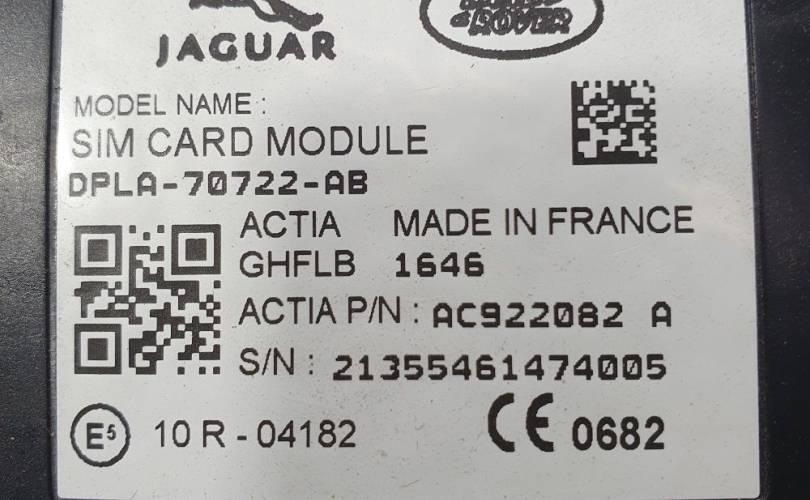 JAGUAR
ROVER
MODEL NAME :
SIM CARD MODULE
DPLA-70722-AB
ACTIA MADE IN FRANCE
GHFLB 1646
ACTIA P/N : AC922082 A
S/N : 21355461474005
E5 10 R - 04182
CE 0682